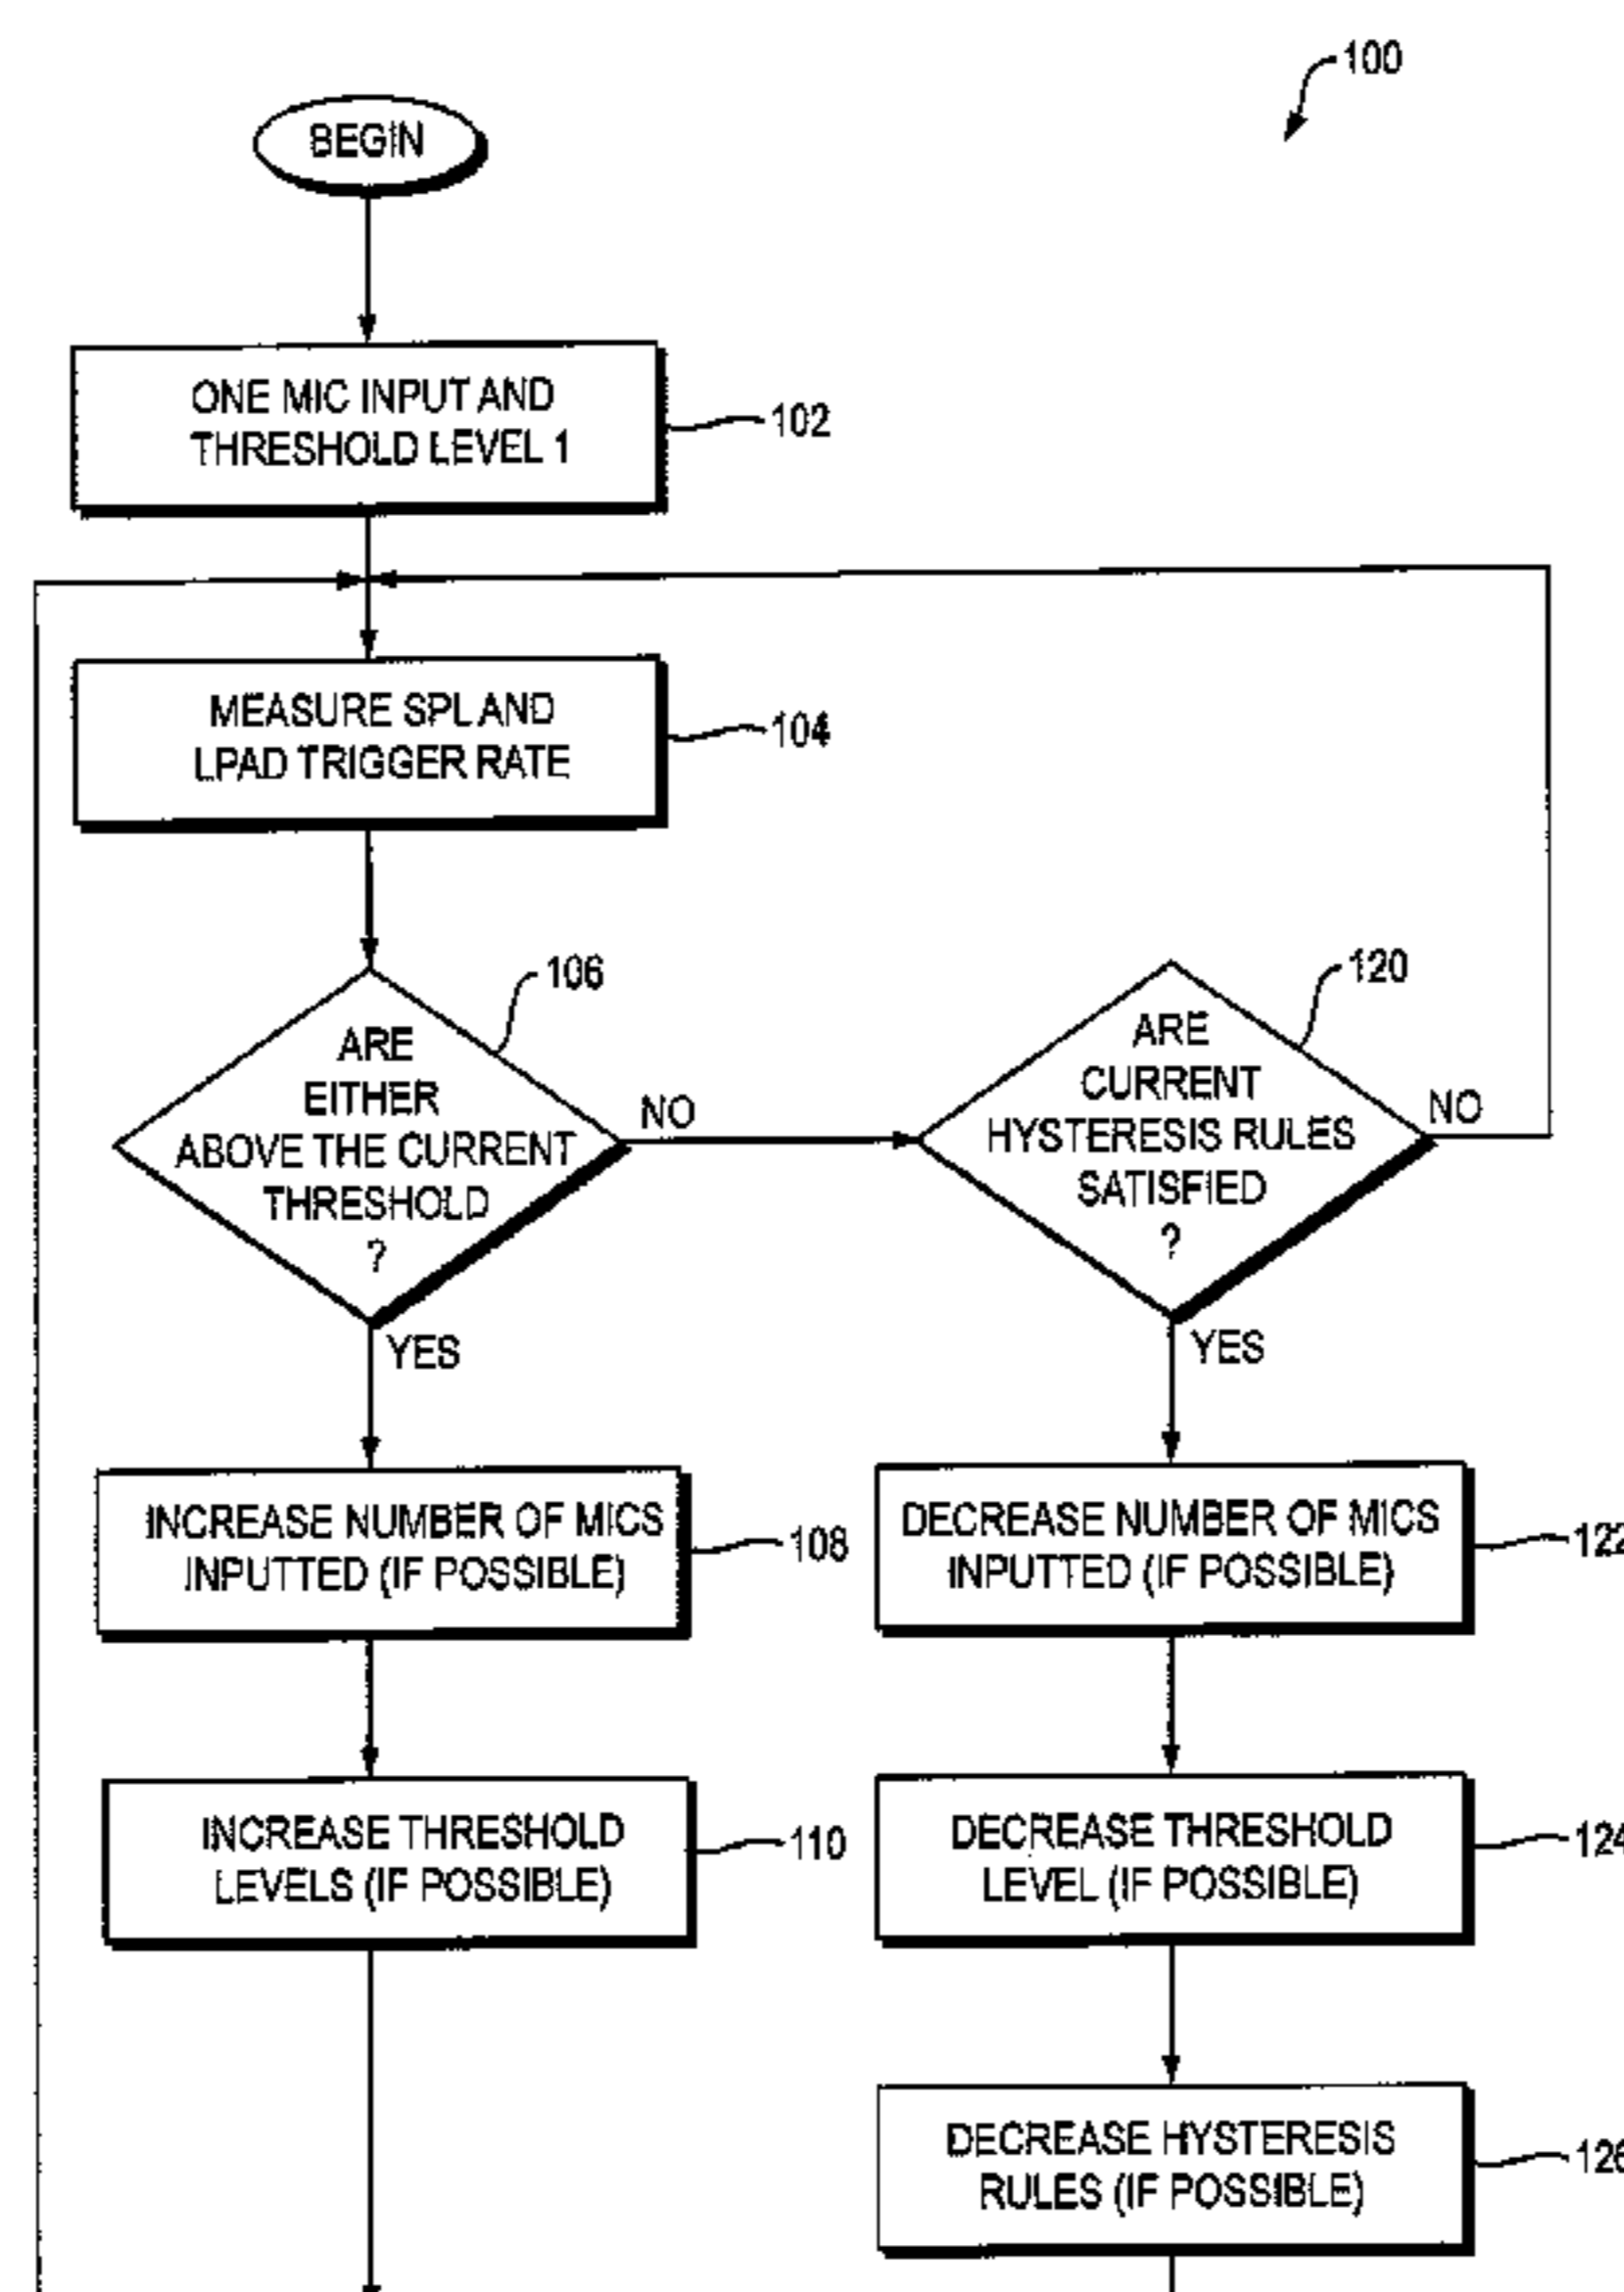 100
BEGIN
ONE MIC INPUT AND
THRESHOLD LEVEL 1
102
MEASURE SPL AND
LPAD TRIGGER RATE
104
106
ARE
EITHER
ABOVE THE CURRENT
THRESHOLD
?
NO
YES
120
ARE
CURRENT
HYSTERESIS RULES
SATISFIED
?
NO
YES
INCREASE NUMBER OF MICS
INPUTTED (IF POSSIBLE)
108
DECREASE NUMBER OF MICS
INPUTTED (IF POSSIBLE)
122
INCREASE THRESHOLD
LEVELS (IF POSSIBLE)
110
DECREASE THRESHOLD
LEVEL (IF POSSIBLE)
124
DECREASE HYSTERESIS
RULES (IF POSSIBLE)
126